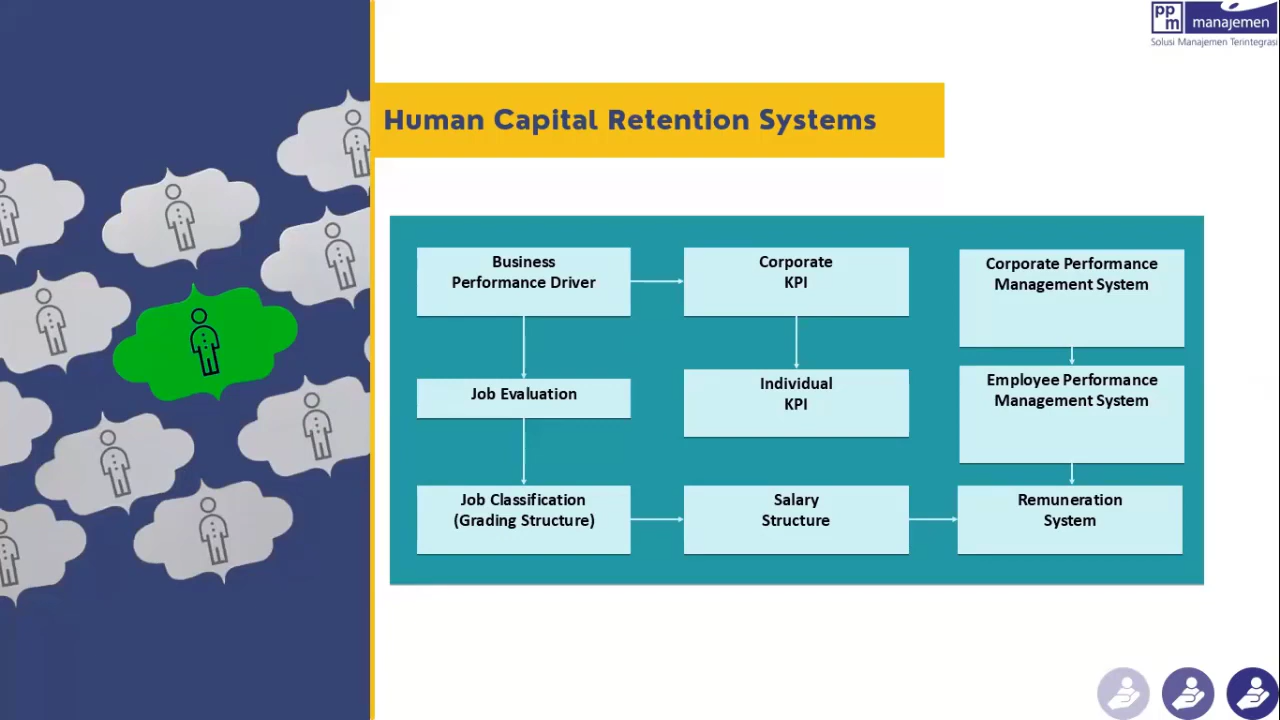 ppm manajemen
Solusi Manajemen Terintegrasi
Human Capital Retention Systems
Business
Performance Driver
Corporate
KPI
Corporate Performance
Management System
Job Evaluation
Individual
KPI
Employee Performance
Management System
Job Classification
(Grading Structure)
Salary
Structure
Remuneration
System